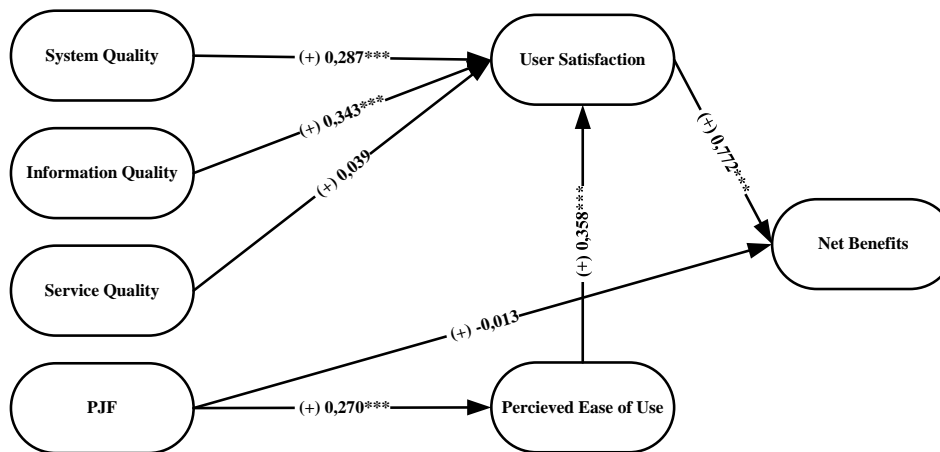 System Quality
(+) 0,287***
User Satisfaction
(+) 0,343***
Information Quality
(+) 0,039
(+) 0,772***
(+) 0,358***
Net Benefits
Service Quality
(+) -0,013
PJF
(+) 0,270***
Percieved Ease of Use